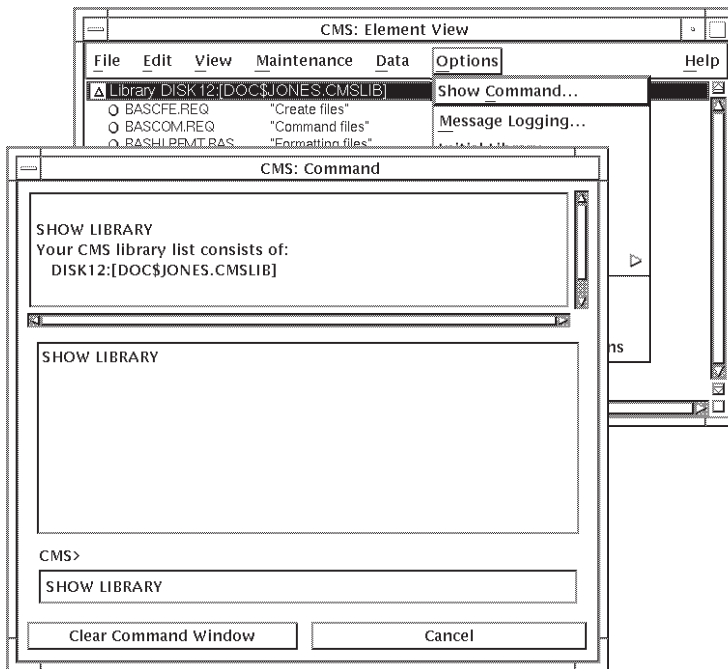 CMS: Element View
File Edit View Maintenance Data Options Help
Library DISK12:[DOC$JONES.CMSLIB]
Show Command...
BASCFE.REQ "Create files"
BASCOM.REQ "Command files"
Message Logging...
BASHLPFMT.BAS "Formatting files"
CMS: Command
SHOW LIBRARY
Your CMS library list consists of:
DISK12:[DOC$JONES.CMSLIB]
SHOW LIBRARY
CMS>
SHOW LIBRARY
Clear Command Window Cancel